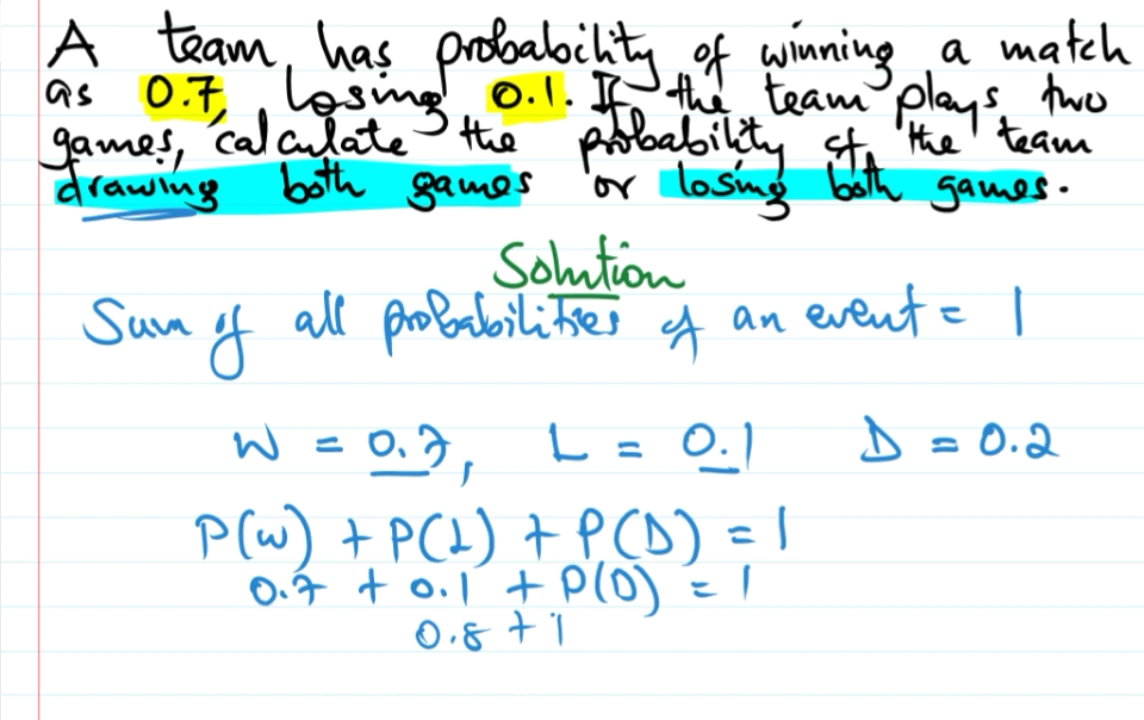 A team has probability of winning a match
as 0.7, Losing 0.1. If the team plays two
games, calculate the probability of the team
drawing both games or losing both games.
Solution
Sum of all probabilities of an event = 1
W = 0.7, L = 0.1 D = 0.2
P(W) + P(L) + P(D) = 1
0.7 + 0.1 + P(D) = 1
0.8 + 1